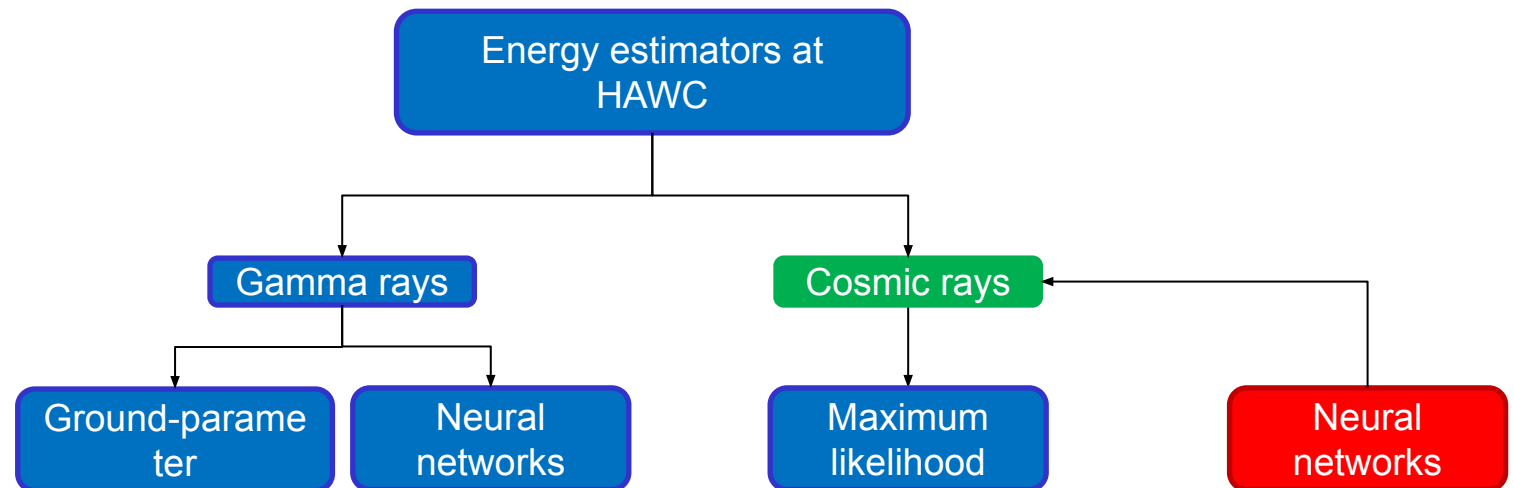 Energy estimators at
HAWC
Gamma rays
Cosmic rays
Ground-parame
ter
Neural
networks
Maximum
likelihood
Neural
networks